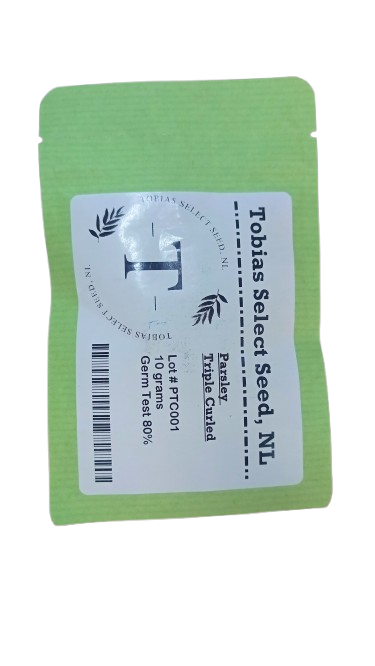 Tobias Select Seed, NL
TOBIAS SELECT SEED, NL
T
TOBIAS SELECT SEED, NL
Parsley
Triple Curled
Lot # PTC001
10 grams
Germ Test 80%